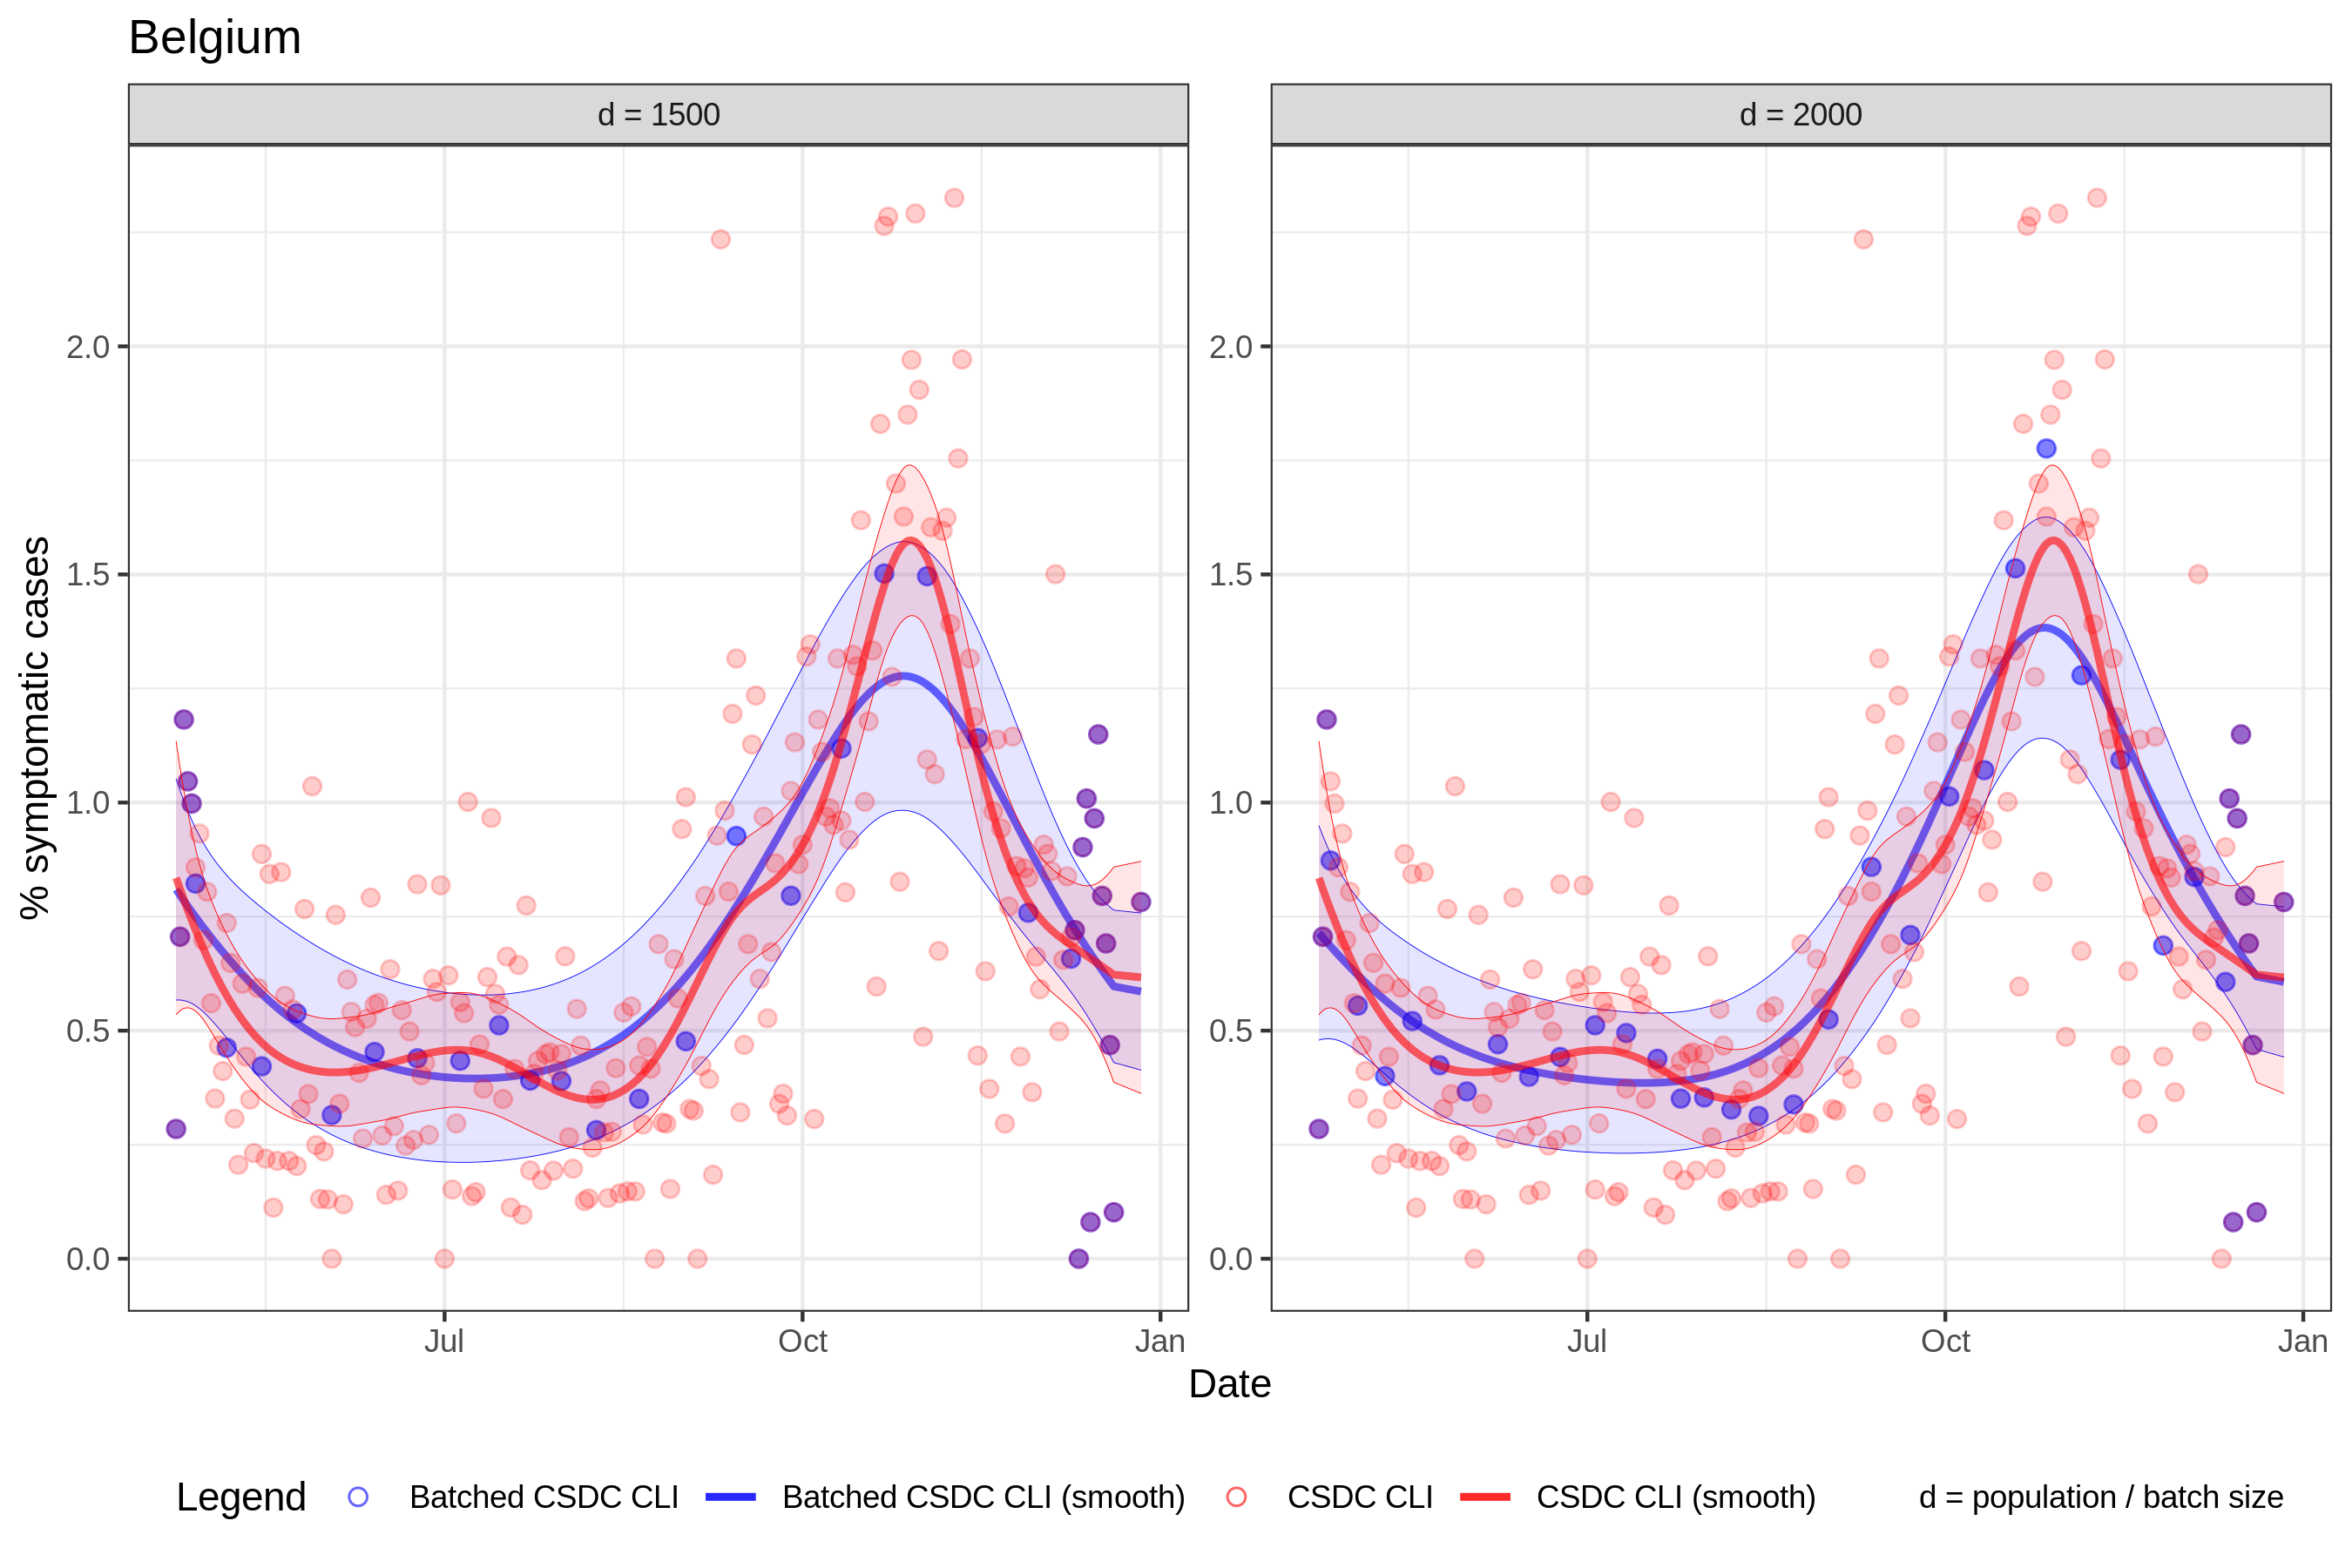 Belgium
d = 1500
d = 2000
% symptomatic cases
2.0
1.5
1.0
0.5
0.0
2.0
1.5
1.0
0.5
0.0
Jul Oct Jan
Jul Oct Jan
Date
Legend Batched CSDC CLI Batched CSDC CLI (smooth) CSDC CLI CSDC CLI (smooth) d = population / batch size